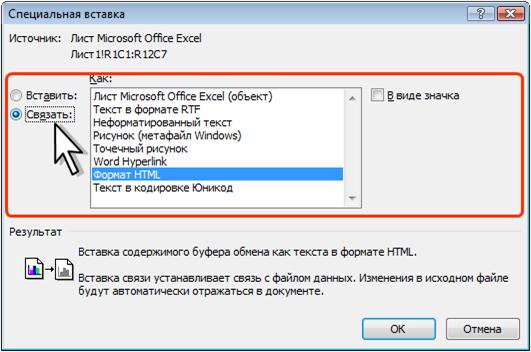 Специальная вставка
Источник: Лист Microsoft Office Excel
Лист1!R1C1:R12C7
Как:
Вставить:
Связать:
Лист Microsoft Office Excel (объект)
Текст в формате RTF
Неформатированный текст
Рисунок (метафайл Windows)
Точечный рисунок
Word Hyperlink
Формат HTML
Текст в кодировке Юникод
В виде значка
Результат
Вставка содержимого буфера обмена как текста в формате HTML.
Вставка связи устанавливает связь с файлом данных. Изменения в исходном файле
будут автоматически отражаться в документе.
ОК
Отмена